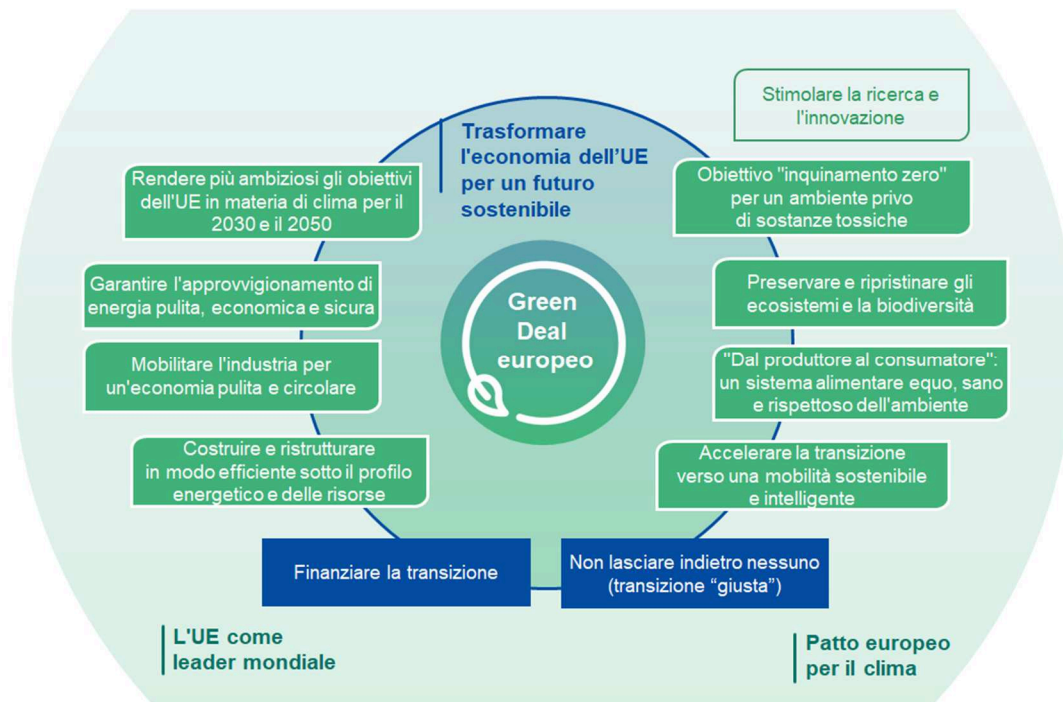 Stimolare la ricerca e
l'innovazione
Trasformare
l'economia dell'UE
per un futuro
sostenibile
Rendere più ambiziosi gli obiettivi
dell'UE in materia di clima per il
2030 e il 2050
Obiettivo "inquinamento zero"
per un ambiente privo
di sostanze tossiche
Garantire l'approvvigionamento di
energia pulita, economica e sicura
Preservare e ripristinare gli
ecosistemi e la biodiversità
Green
Deal
europeo
Mobilitare l'industria per
un'economia pulita e circolare
"Dal produttore al consumatore":
un sistema alimentare equo, sano
e rispettoso dell'ambiente
Costruire e ristrutturare
in modo efficiente sotto il profilo
energetico e delle risorse
Accelerare la transizione
verso una mobilità sostenibile
e intelligente
Finanziare la transizione
Non lasciare indietro nessuno
(transizione “giusta”)
L'UE come
leader mondiale
Patto europeo
per il clima